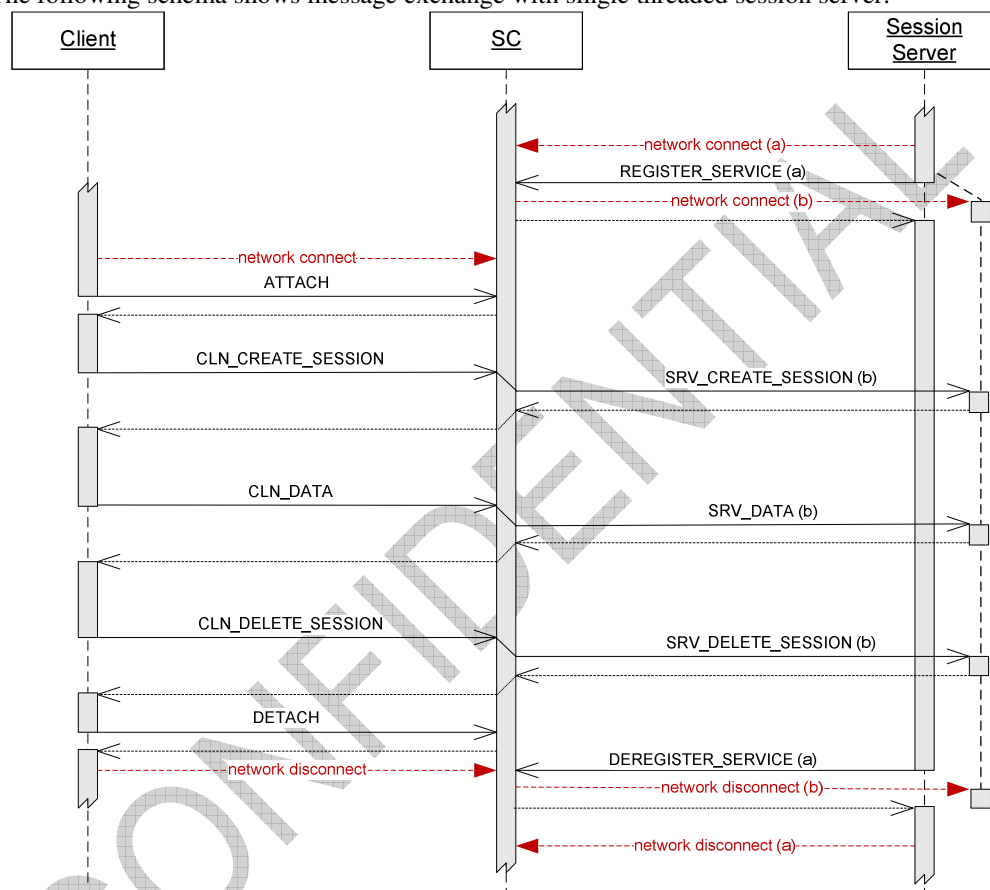 The following schema shows message exchange with single threaded session server.
Client
SC
Session
Server
network connect (a)
REGISTER_SERVICE (a)
network connect (b)
network connect
ATTACH
CLN_CREATE_SESSION
SRV_CREATE_SESSION (b)
CLN_DATA
SRV_DATA (b)
CLN_DELETE_SESSION
SRV_DELETE_SESSION (b)
DETACH
DEREGISTER_SERVICE (a)
network disconnect
network disconnect (b)
network disconnect (a)
CONFIDENTIAL